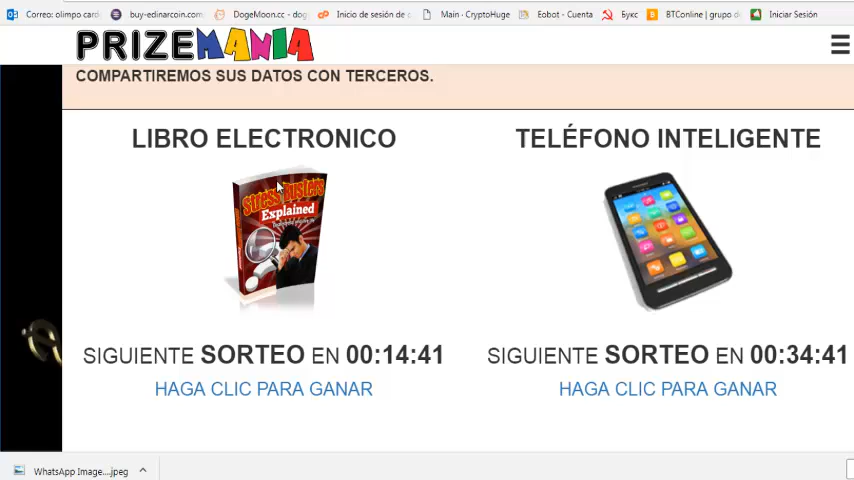 Correo: olimpo card
buy-edinarcoin.com
DogeMoon.cc - dog
Inicio de sesión de
Main · CryptoHuge
Eobot - Cuenta
Букс
BTConline | grupo d
Iniciar Sesión
PRIZEMANIA
COMPARTIREMOS SUS DATOS CON TERCEROS.
LIBRO ELECTRONICO
TELÉFONO INTELIGENTE
Stress Busters
Explained
SIGUIENTE SORTEO EN 00:14:41
SIGUIENTE SORTEO EN 00:34:41
HAGA CLIC PARA GANAR
HAGA CLIC PARA GANAR
WhatsApp Image....jpeg